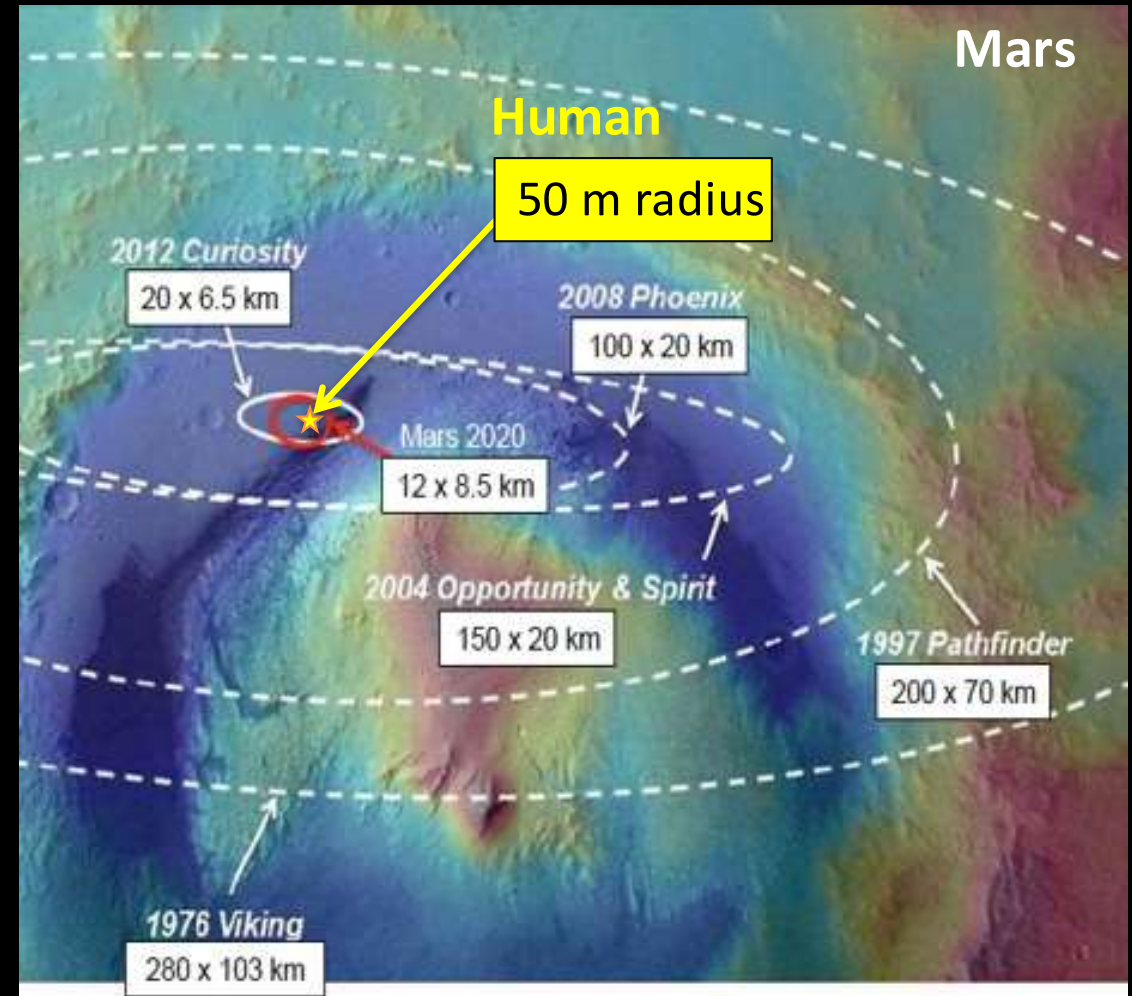 Mars
Human
50 m radius
2012 Curiosity
20 x 6.5 km
2008 Phoenix
100 x 20 km
Mars 2020
12 x 8.5 km
2004 Opportunity & Spirit
150 x 20 km
1997 Pathfinder
200 x 70 km
1976 Viking
280 x 103 km